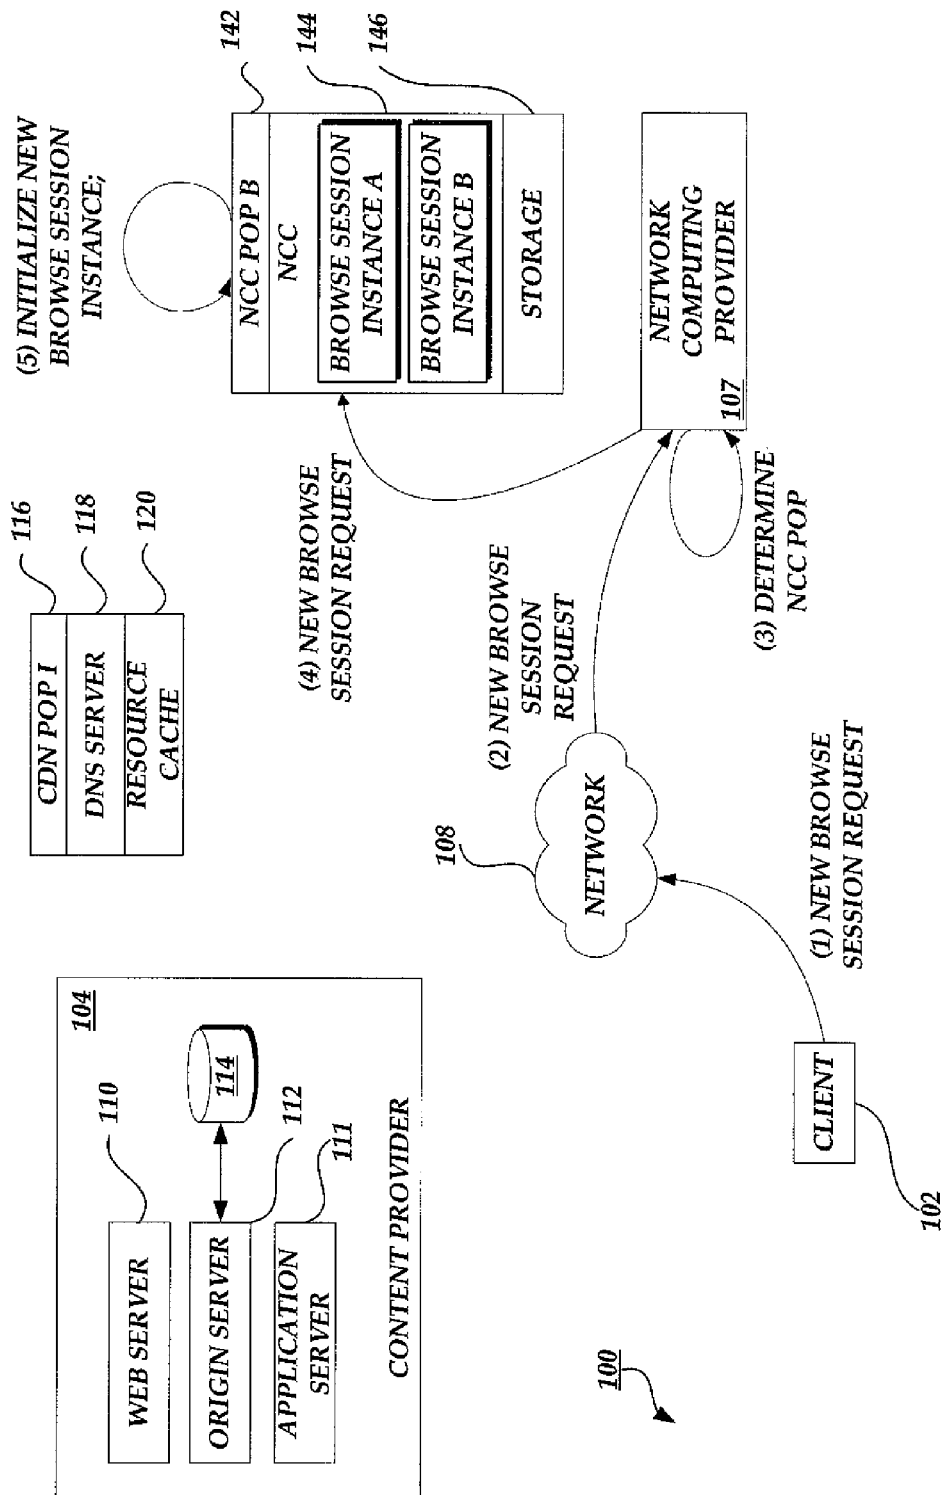 104
WEB SERVER
110
ORIGIN SERVER
114
112
APPLICATION
SERVER
111
CONTENT PROVIDER
CDN POP I
116
DNS SERVER
118
RESOURCE
CACHE
120
(5) INITIALIZE NEW
BROWSE SESSION
INSTANCE;
NCC POP B
142
NCC
144
BROWSE SESSION
INSTANCE A
BROWSE SESSION
INSTANCE B
STORAGE
146
(4) NEW BROWSE
SESSION REQUEST
(2) NEW BROWSE
SESSION
REQUEST
NETWORK
COMPUTING
PROVIDER
107
(3) DETERMINE
NCC POP
108
NETWORK
(1) NEW BROWSE
SESSION REQUEST
CLIENT
102
100